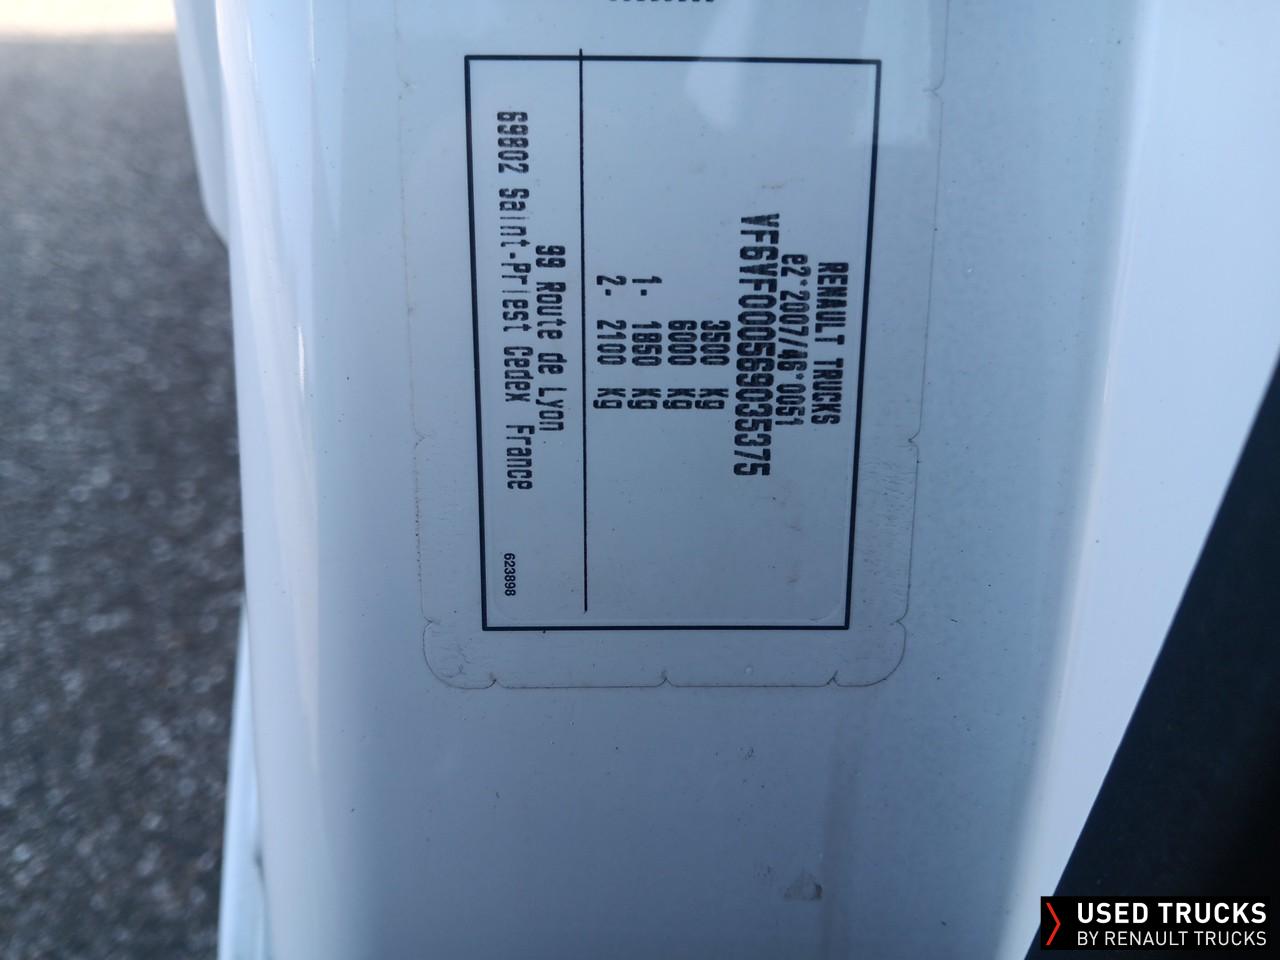 RENAULT TRUCKS
e2*2007/46*0051
VF6VF000569035375
3500 Kg
6000 Kg
1- 1850 Kg
2- 2100 Kg
99 Route de Lyon
69802 Saint-Priest Cedex France
623898
USED TRUCKS
BY RENAULT TRUCKS